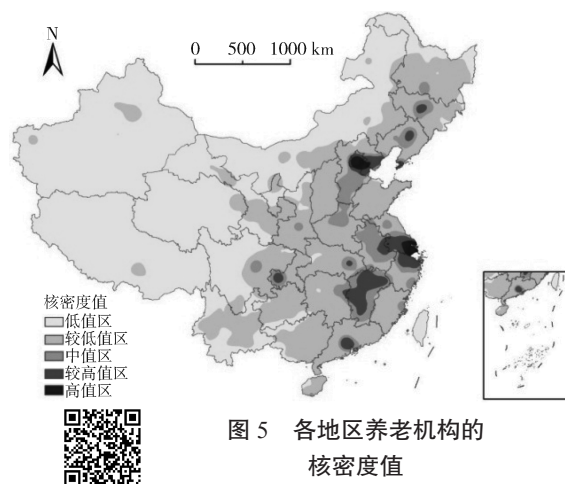 N
0 500 1000 km
核密度值
低值区
较低值区
中值区
较高值区
高值区
图 5 各地区养老机构的
核密度值